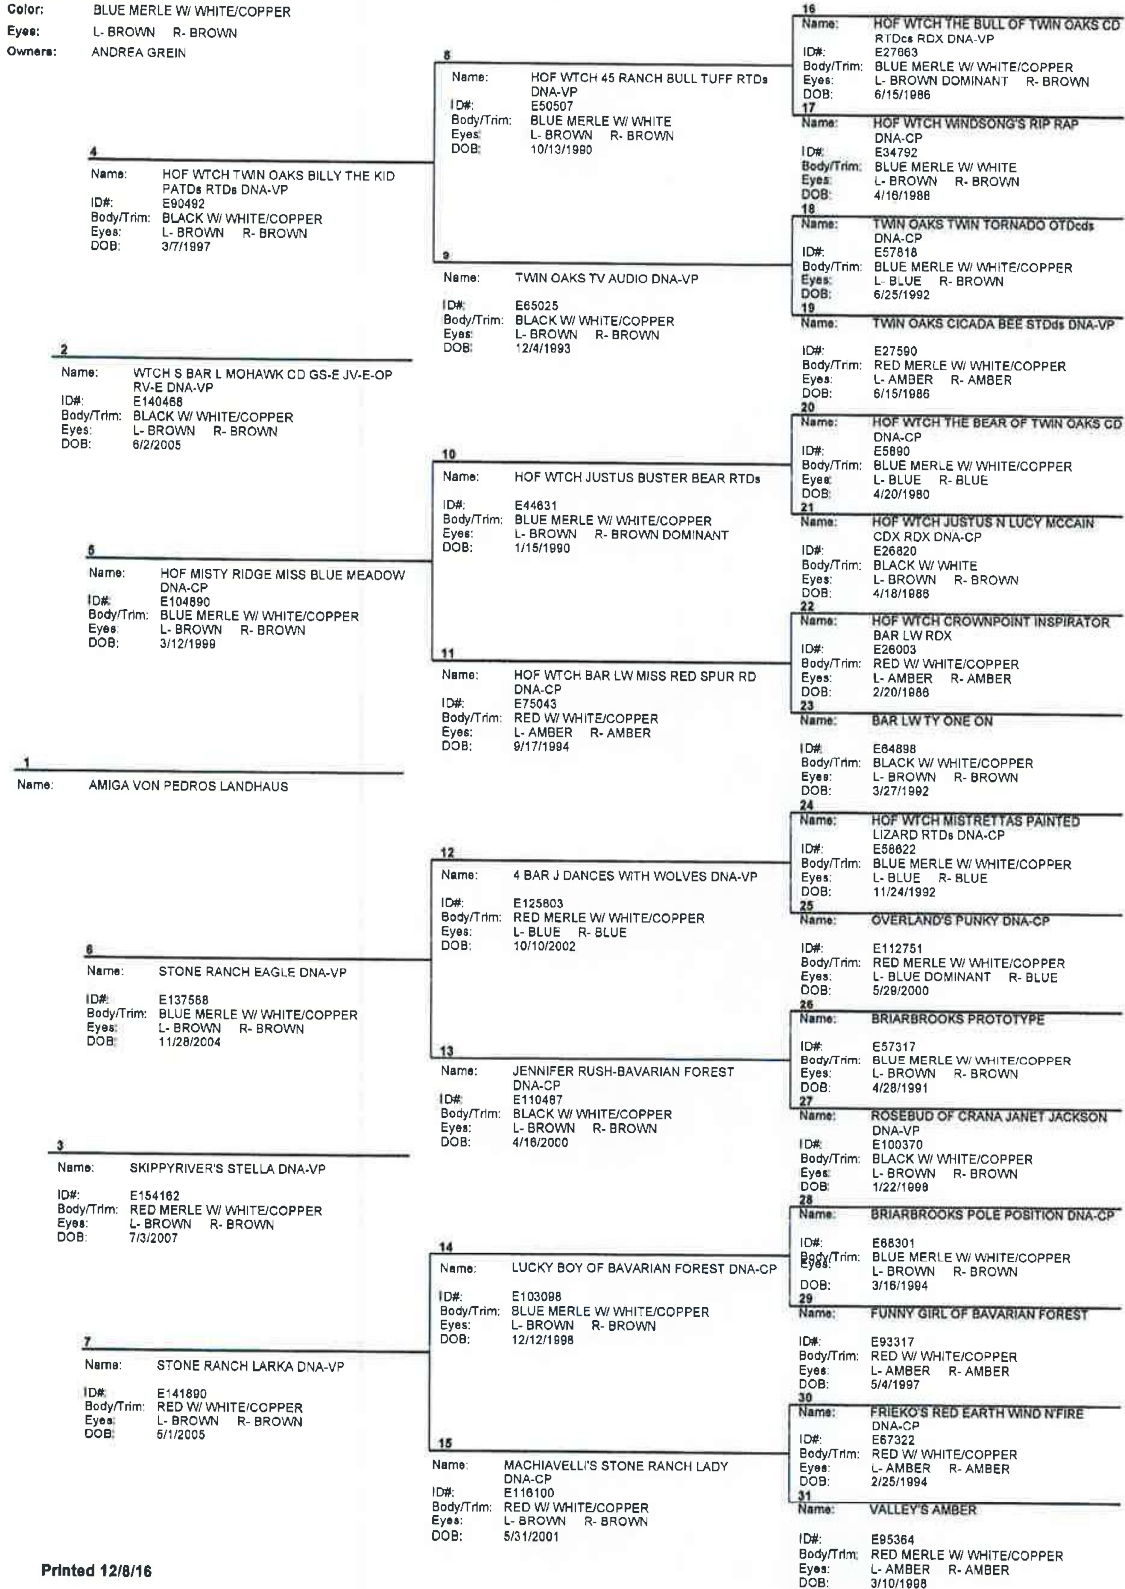 Color: BLUE MERLE W/ WHITE/COPPER
Eyes: L- BROWN R- BROWN
Owners: ANDREA GREIN
1
Name: AMIGA VON PEDROS LANDHAUS
2
Name: WTCH S BAR L MOHAWK CD GS-E JV-E-OP
RV-E DNA-VP
ID#: E140468
Body/Trim: BLACK W/ WHITE/COPPER
Eyes: L- BROWN R- BROWN
DOB: 6/2/2005
3
Name: SKIPPYRIVER'S STELLA DNA-VP
ID#: E154162
Body/Trim: RED MERLE W/ WHITE/COPPER
Eyes: L- BROWN R- BROWN
DOB: 7/3/2007
4
Name: HOF WTCH TWIN OAKS BILLY THE KID
PATDs RTDs DNA-VP
ID#: E90492
Body/Trim: BLACK W/ WHITE/COPPER
Eyes: L- BROWN R- BROWN
DOB: 3/7/1997
5
Name: HOF MISTY RIDGE MISS BLUE MEADOW
DNA-CP
ID#: E104890
Body/Trim: BLUE MERLE W/ WHITE/COPPER
Eyes: L- BROWN R- BROWN
DOB: 3/12/1999
6
Name: STONE RANCH EAGLE DNA-VP
ID#: E137568
Body/Trim: BLUE MERLE W/ WHITE/COPPER
Eyes: L- BROWN R- BROWN
DOB: 11/28/2004
7
Name: STONE RANCH LARKA DNA-VP
ID#: E141890
Body/Trim: RED W/ WHITE/COPPER
Eyes: L- BROWN R- BROWN
DOB: 5/1/2005
8
Name: HOF WTCH 45 RANCH BULL TUFF RTDs
DNA-VP
ID#: E50507
Body/Trim: BLUE MERLE W/ WHITE
Eyes: L- BROWN R- BROWN
DOB: 10/13/1990
9
Name: TWIN OAKS TV AUDIO DNA-VP
ID#: E65025
Body/Trim: BLACK W/ WHITE/COPPER
Eyes: L- BROWN R- BROWN
DOB: 12/4/1993
10
Name: HOF WTCH JUSTUS BUSTER BEAR RTDs
ID#: E44631
Body/Trim: BLUE MERLE W/ WHITE/COPPER
Eyes: L- BROWN R- BROWN DOMINANT
DOB: 1/15/1990
11
Name: HOF WTCH BAR LW MISS RED SPUR RD
DNA-CP
ID#: E75043
Body/Trim: RED W/ WHITE/COPPER
Eyes: L- AMBER R- AMBER
DOB: 9/17/1994
12
Name: 4 BAR J DANCES WITH WOLVES DNA-VP
ID#: E125603
Body/Trim: RED MERLE W/ WHITE/COPPER
Eyes: L- BLUE R- BLUE
DOB: 10/10/2002
13
Name: JENNIFER RUSH-BAVARIAN FOREST
DNA-CP
ID#: E110487
Body/Trim: BLACK W/ WHITE/COPPER
Eyes: L- BROWN R- BROWN
DOB: 4/16/2000
14
Name: LUCKY BOY OF BAVARIAN FOREST DNA-CP
ID#: E103098
Body/Trim: BLUE MERLE W/ WHITE/COPPER
Eyes: L- BROWN R- BROWN
DOB: 12/12/1998
15
Name: MACHIAVELLI'S STONE RANCH LADY
DNA-CP
ID#: E116100
Body/Trim: RED W/ WHITE/COPPER
Eyes: L- BROWN R- BROWN
DOB: 5/31/2001
16
Name: HOF WTCH THE BULL OF TWIN OAKS CD
RTDcs RDX DNA-VP
ID#: E27663
Body/Trim: BLUE MERLE W/ WHITE/COPPER
Eyes: L- BROWN DOMINANT R- BROWN
DOB: 6/15/1986
17
Name: HOF WTCH WINDSONG'S RIP RAP
DNA-CP
ID#: E34792
Body/Trim: BLUE MERLE W/ WHITE
Eyes: L- BROWN R- BROWN
DOB: 4/16/1988
18
Name: TWIN OAKS TWIN TORNADO OTDcds
DNA-CP
ID#: E57818
Body/Trim: BLUE MERLE W/ WHITE/COPPER
Eyes: L- BLUE R- BROWN
DOB: 6/25/1992
19
Name: TWIN OAKS CICADA BEE STDds DNA-VP
ID#: E27590
Body/Trim: RED MERLE W/ WHITE/COPPER
Eyes: L- AMBER R- AMBER
DOB: 6/15/1986
20
Name: HOF WTCH THE BEAR OF TWIN OAKS CD
DNA-CP
ID#: E5890
Body/Trim: BLUE MERLE W/ WHITE/COPPER
Eyes: L- BLUE R- BLUE
DOB: 4/20/1980
21
Name: HOF WTCH JUSTUS N LUCY MCCAIN
CDX RDX DNA-CP
ID#: E26820
Body/Trim: BLACK W/ WHITE
Eyes: L- BROWN R- BROWN
DOB: 4/18/1986
22
Name: HOF WTCH CROWNPOINT INSPIRATOR
BAR LW RDX
ID#: E26003
Body/Trim: RED W/ WHITE/COPPER
Eyes: L- AMBER R- AMBER
DOB: 2/20/1986
23
Name: BAR LW TY ONE ON
ID#: E64898
Body/Trim: BLACK W/ WHITE/COPPER
Eyes: L- BROWN R- BROWN
DOB: 3/27/1992
24
Name: HOF WTCH MISTRETTAS PAINTED
LIZARD RTDs DNA-CP
ID#: E58622
Body/Trim: BLUE MERLE W/ WHITE/COPPER
Eyes: L- BLUE R- BLUE
DOB: 11/24/1992
25
Name: OVERLAND'S PUNKY DNA-CP
ID#: E112751
Body/Trim: RED MERLE W/ WHITE/COPPER
Eyes: L- BLUE DOMINANT R- BLUE
DOB: 5/29/2000
26
Name: BRIARBROOKS PROTOTYPE
ID#: E57317
Body/Trim: BLUE MERLE W/ WHITE/COPPER
Eyes: L- BROWN R- BROWN
DOB: 4/28/1991
27
Name: ROSEBUD OF CRANA JANET JACKSON
DNA-VP
ID#: E100370
Body/Trim: BLACK W/ WHITE/COPPER
Eyes: L- BROWN R- BROWN
DOB: 1/22/1998
28
Name: BRIARBROOKS POLE POSITION DNA-CP
ID#: E68301
Body/Trim: BLUE MERLE W/ WHITE/COPPER
Eyes: L- BROWN R- BROWN
DOB: 3/16/1994
29
Name: FUNNY GIRL OF BAVARIAN FOREST
ID#: E93317
Body/Trim: RED W/ WHITE/COPPER
Eyes: L- AMBER R- AMBER
DOB: 5/4/1997
30
Name: FRIEKO'S RED EARTH WIND N'FIRE
DNA-CP
ID#: E67322
Body/Trim: RED W/ WHITE/COPPER
Eyes: L- AMBER R- AMBER
DOB: 2/25/1994
31
Name: VALLEY'S AMBER
ID#: E95364
Body/Trim: RED MERLE W/ WHITE/COPPER
Eyes: L- AMBER R- AMBER
DOB: 3/10/1998
Printed 12/8/16